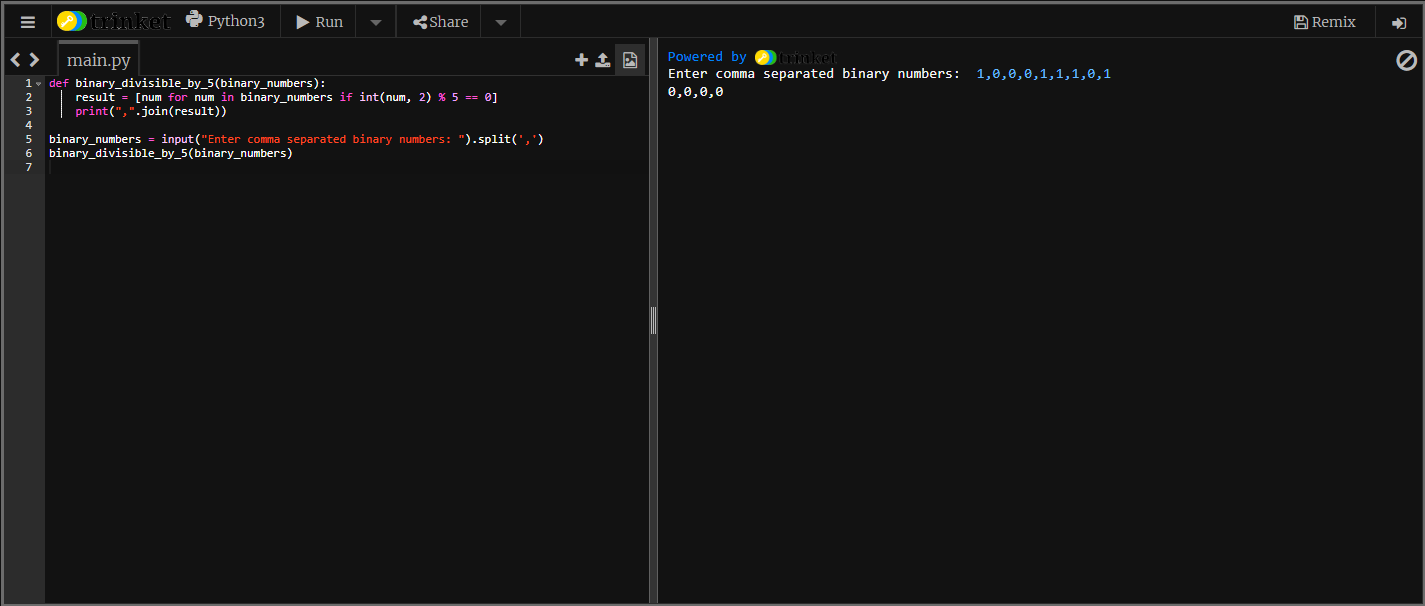 trinket Python3 Run Share Remix
main.py
1 def binary_divisible_by_5(binary_numbers):
2 result = [num for num in binary_numbers if int(num, 2) % 5 == 0]
3 print(",".join(result))
4
5 binary_numbers = input("Enter comma separated binary numbers: ").split(',')
6 binary_divisible_by_5(binary_numbers)
7
Powered by trinket
Enter comma separated binary numbers: 1,0,0,0,1,1,1,0,1
0,0,0,0